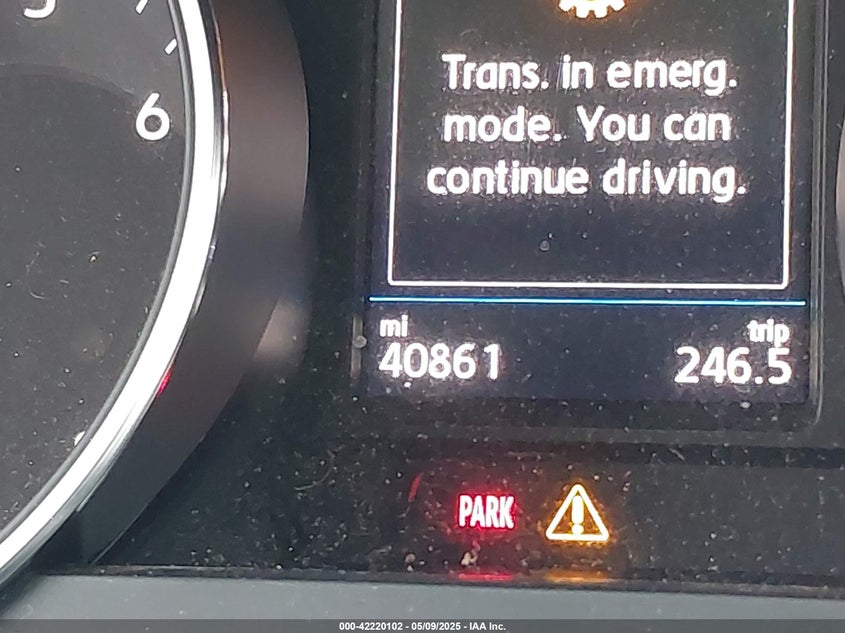 5
6
Trans. in emerg.
mode. You can
continue driving.
mi trip
40861 246.5
PARK
000-42220102 - 05/09/2025 - IAA Inc.